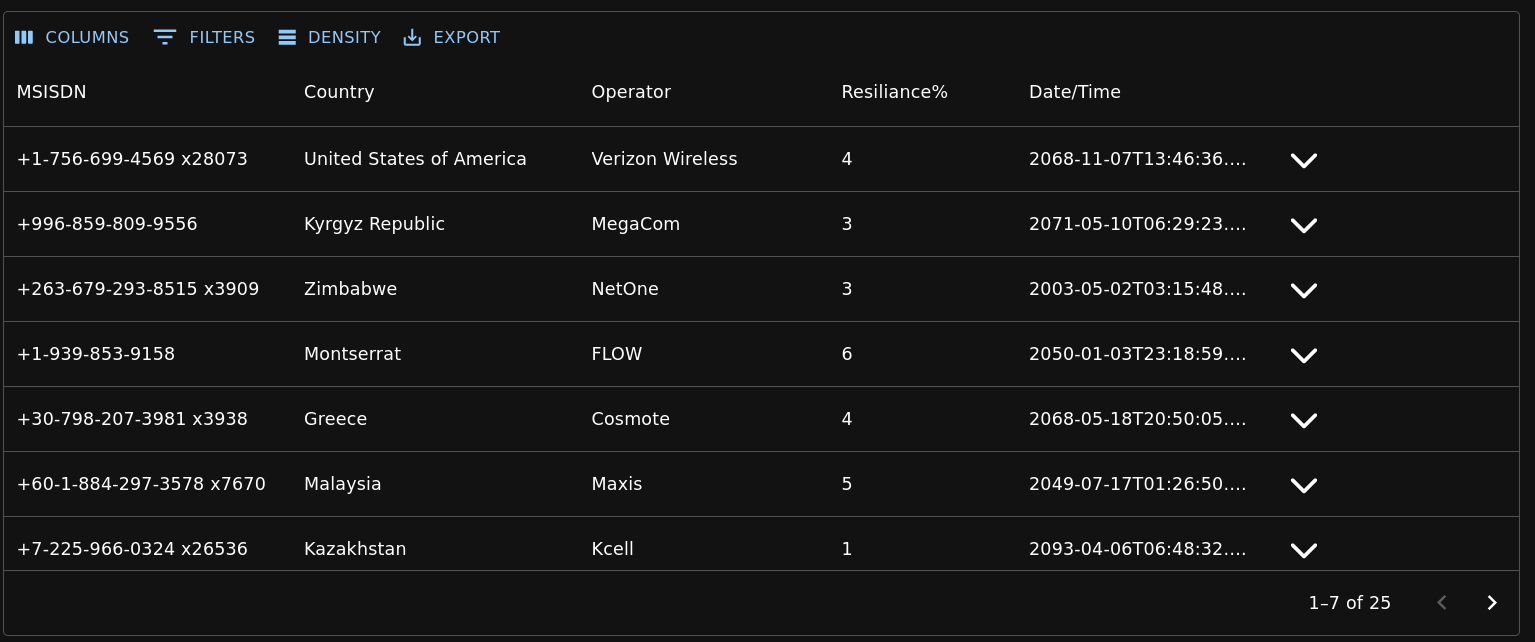 COLUMNS FILTERS DENSITY EXPORT
MSISDN Country Operator Resiliance% Date/Time
+1-756-699-4569 x28073 United States of America Verizon Wireless 4 2068-11-07T13:46:36....
+996-859-809-9556 Kyrgyz Republic MegaCom 3 2071-05-10T06:29:23....
+263-679-293-8515 x3909 Zimbabwe NetOne 3 2003-05-02T03:15:48....
+1-939-853-9158 Montserrat FLOW 6 2050-01-03T23:18:59....
+30-798-207-3981 x3938 Greece Cosmote 4 2068-05-18T20:50:05....
+60-1-884-297-3578 x7670 Malaysia Maxis 5 2049-07-17T01:26:50....
+7-225-966-0324 x26536 Kazakhstan Kcell 1 2093-04-06T06:48:32....
1–7 of 25